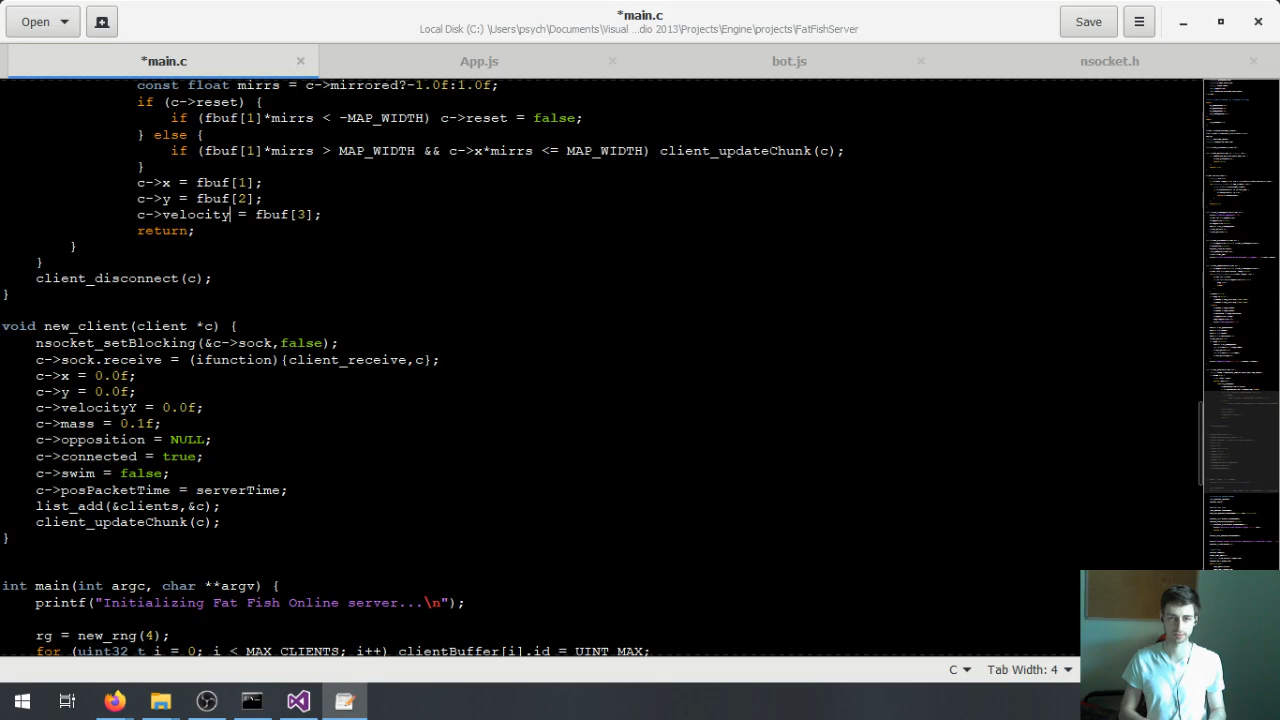 Open
*main.c
Local Disk (C:) \Users\psych\Documents\Visual ...dio 2013\Projects\Engine\projects\FatFishServer
Save
*main.c
App.js
bot.js
nsocket.h
const float mirrs = c->mirrored?-1.0f:1.0f;
if (c->reset) {
if (fbuf[1]*mirrs < -MAP_WIDTH) c->reset = false;
} else {
if (fbuf[1]*mirrs > MAP_WIDTH && c->x*mirrs <= MAP_WIDTH) client_updateChunk(c);
}
c->x = fbuf[1];
c->y = fbuf[2];
c->velocity = fbuf[3];
return;
}
}
client_disconnect(c);
}
void new_client(client *c) {
nsocket_setBlocking(&c->sock,false);
c->sock.receive = (ifunction){client_receive,c};
c->x = 0.0f;
c->y = 0.0f;
c->velocityY = 0.0f;
c->mass = 0.1f;
c->opposition = NULL;
c->connected = true;
c->swim = false;
c->posPacketTime = serverTime;
list_add(&clients,&c);
client_updateChunk(c);
}
int main(int argc, char **argv) {
printf("Initializing Fat Fish Online server...\n");
rg = new_rng(4);
for (uint32_t i = 0; i < MAX_CLIENTS; i++) clientBuffer[i].id = UINT_MAX;
C
Tab Width: 4